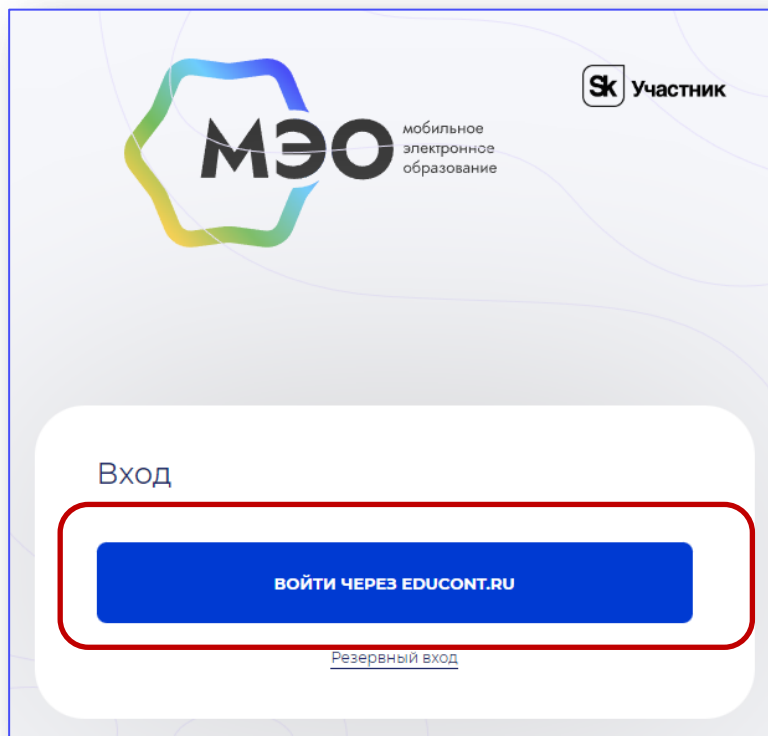 Sk Участник
МЭО
мобильное
электронное
образование
Вход
ВОЙТИ ЧЕРЕЗ EDUCONT.RU
Резервный вход